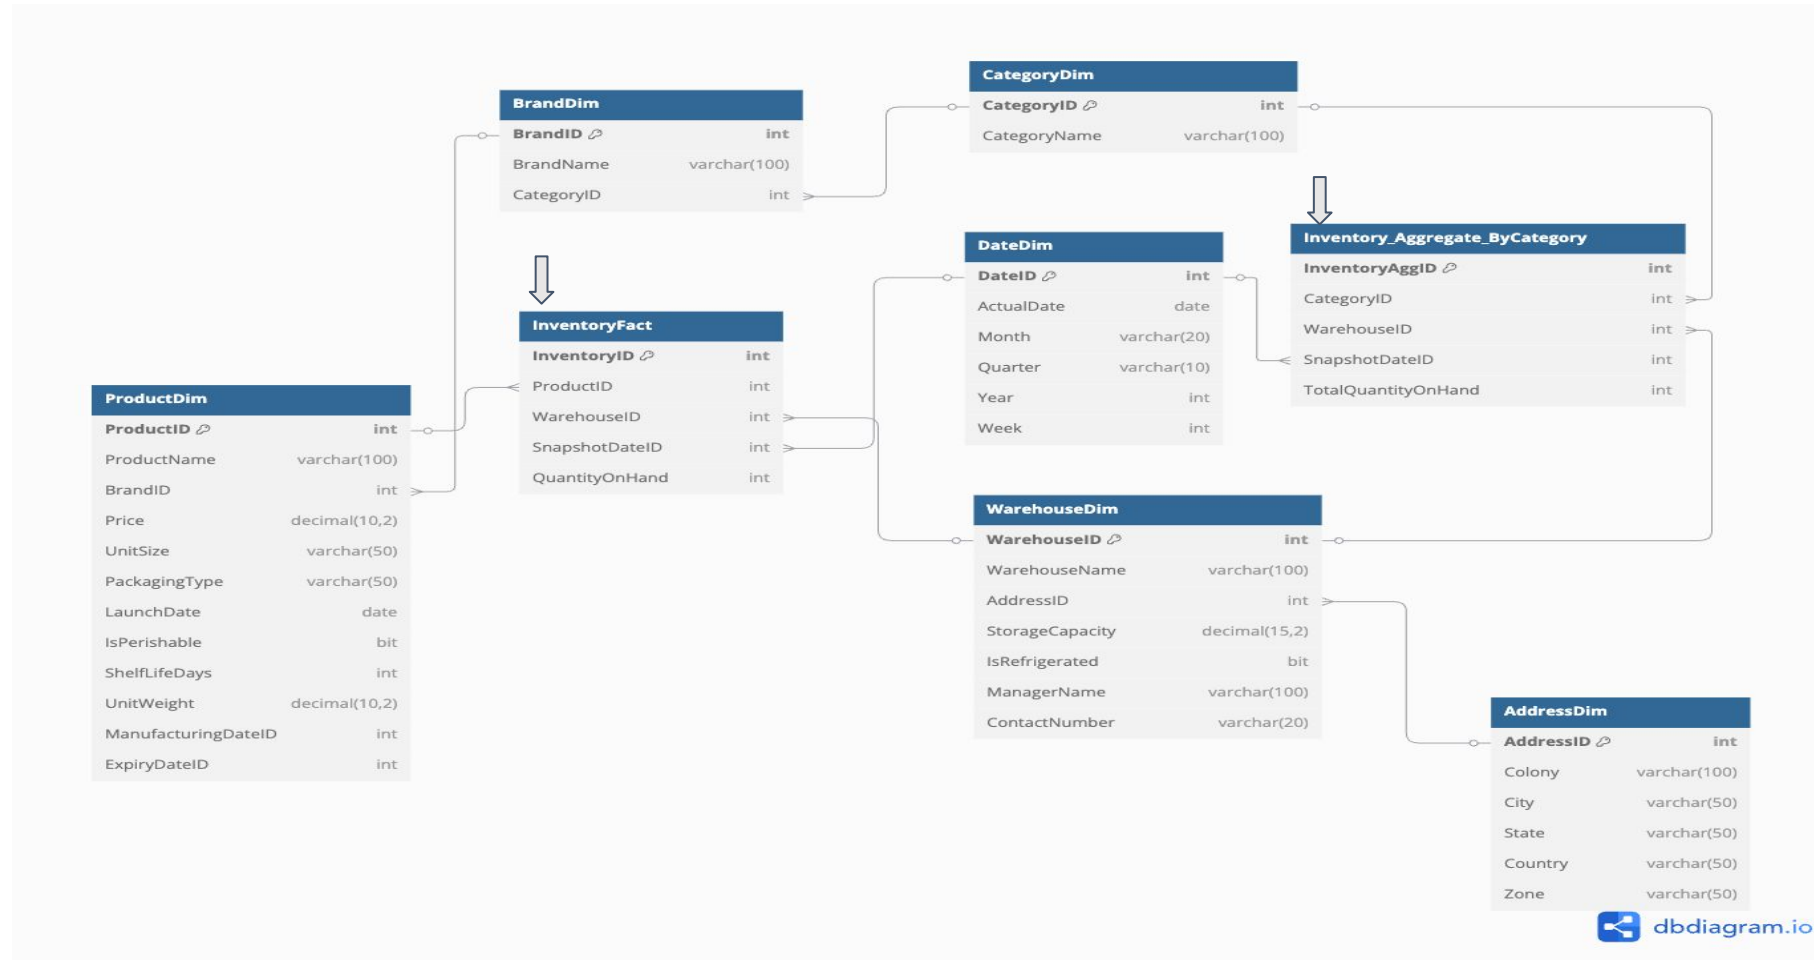 CategoryDim
CategoryID int
CategoryName varchar(100)
BrandDim
BrandID int
BrandName varchar(100)
CategoryID int
Inventory_Aggregate_ByCategory
InventoryAggID int
CategoryID int
WarehouseID int
SnapshotDateID int
TotalQuantityOnHand int
DateDim
DateID int
ActualDate date
Month varchar(20)
Quarter varchar(10)
Year int
Week int
InventoryFact
InventoryID int
ProductID int
WarehouseID int
SnapshotDateID int
QuantityOnHand int
ProductDim
ProductID int
ProductName varchar(100)
BrandID int
Price decimal(10,2)
UnitSize varchar(50)
PackagingType varchar(50)
LaunchDate date
IsPerishable bit
ShelfLifeDays int
UnitWeight decimal(10,2)
ManufacturingDateID int
ExpiryDateID int
WarehouseDim
WarehouseID int
WarehouseName varchar(100)
AddressID int
StorageCapacity decimal(15,2)
IsRefrigerated bit
ManagerName varchar(100)
ContactNumber varchar(20)
AddressDim
AddressID int
Colony varchar(100)
City varchar(50)
State varchar(50)
Country varchar(50)
Zone varchar(50)
dbdiagram.io